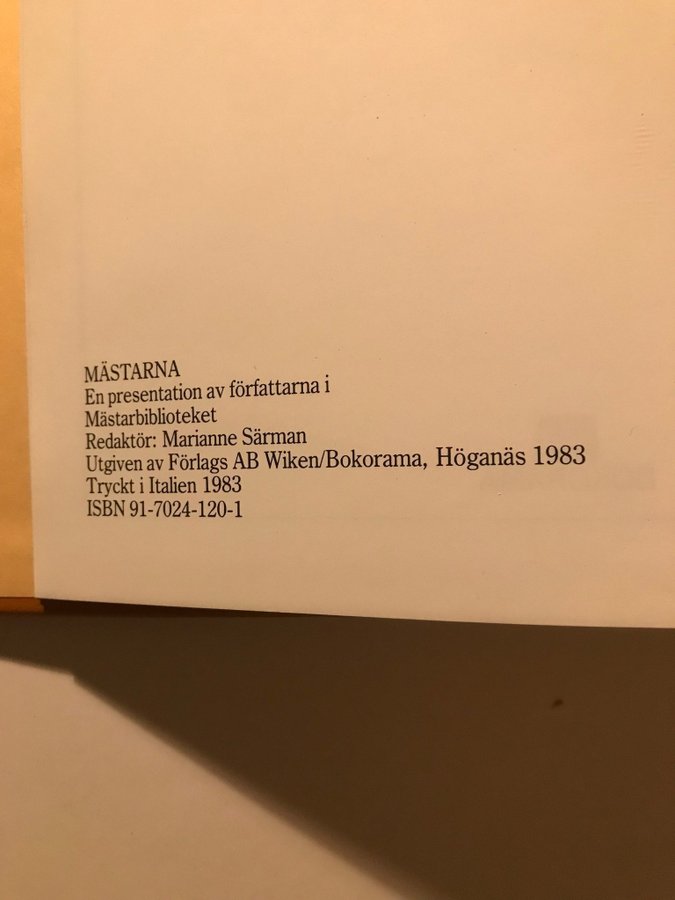 MÄSTARNA
En presentation av författarna i
Mästarbiblioteket
Redaktör: Marianne Särman
Utgiven av Förlags AB Wiken/Bokorama, Höganäs 1983
Tryckt i Italien 1983
ISBN 91-7024-120-1